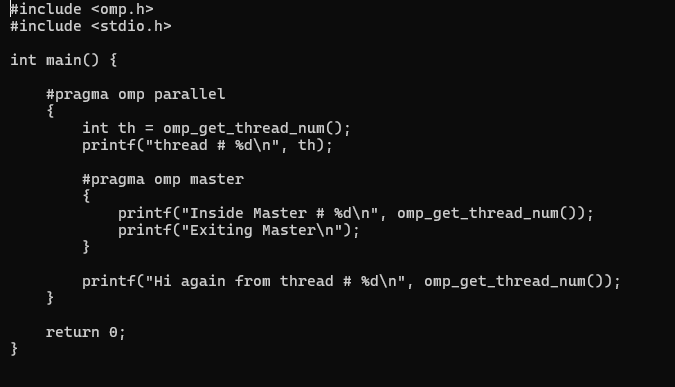 #include <omp.h>
#include <stdio.h>

int main() {

    #pragma omp parallel
    {
        int th = omp_get_thread_num();
        printf("thread # %d\n", th);

        #pragma omp master
        {
            printf("Inside Master # %d\n", omp_get_thread_num());
            printf("Exiting Master\n");
        }

        printf("Hi again from thread # %d\n", omp_get_thread_num());
    }

    return 0;
}